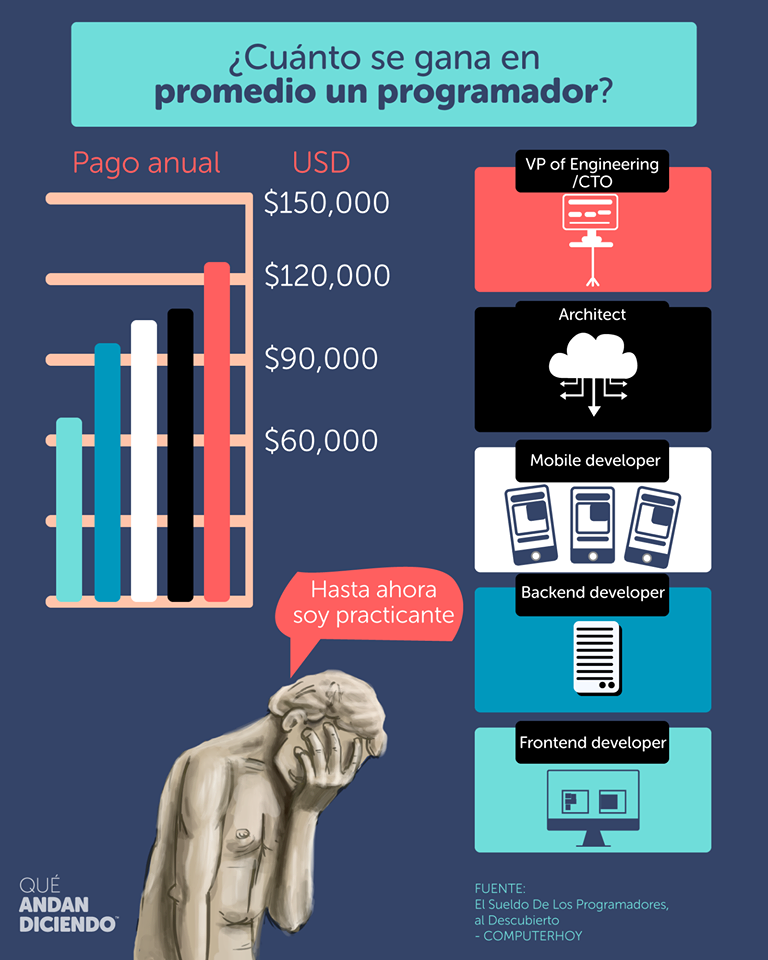 ¿Cuánto se gana en
promedio un programador?
Pago anual
USD
$150,000
$120,000
$90,000
$60,000
VP of Engineering
/CTO
Architect
Mobile developer
Backend developer
Frontend developer
Hasta ahora
soy practicante
QUÉ
ANDAN
DICIENDO™
FUENTE:
El Sueldo De Los Programadores,
al Descubierto
- COMPUTERHOY